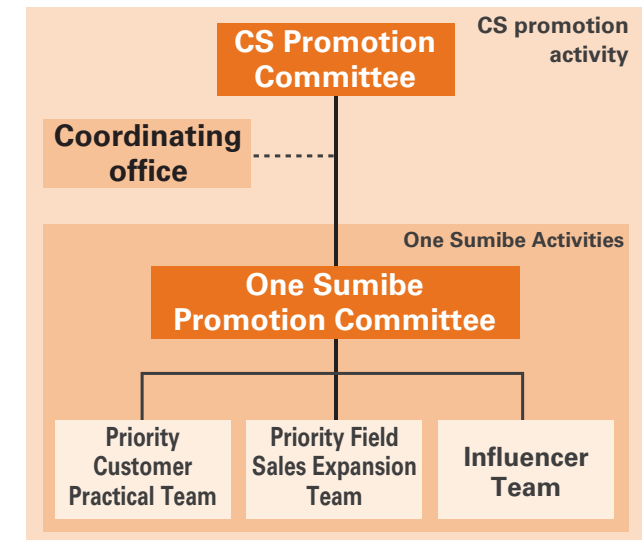 CS promotion
activity
CS Promotion
Committee
Coordinating
office
One Sumibe Activities
One Sumibe
Promotion Committee
Priority
Customer
Practical Team
Priority Field
Sales Expansion
Team
Influencer
Team